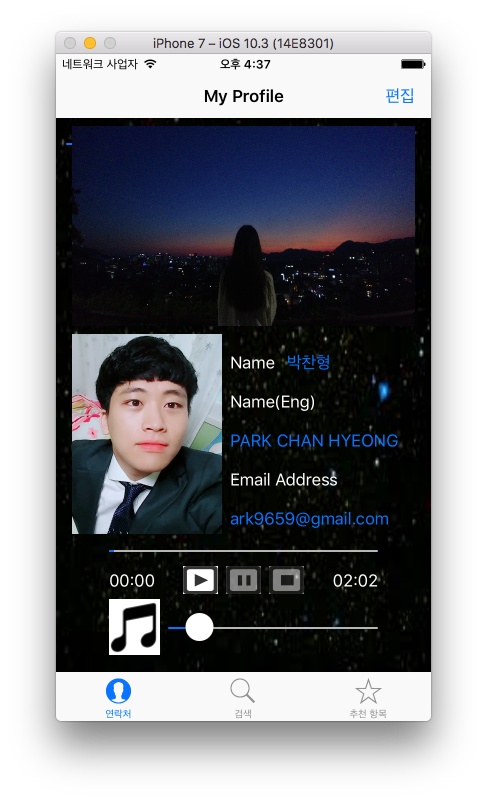 iPhone 7 – iOS 10.3 (14E8301)
네트워크 사업자 오후 4:37
My Profile 편집
Name 박찬형
Name(Eng)
PARK CHAN HYEONG
Email Address
ark9659@gmail.com
00:00 02:02
연락처 검색 추천 항목